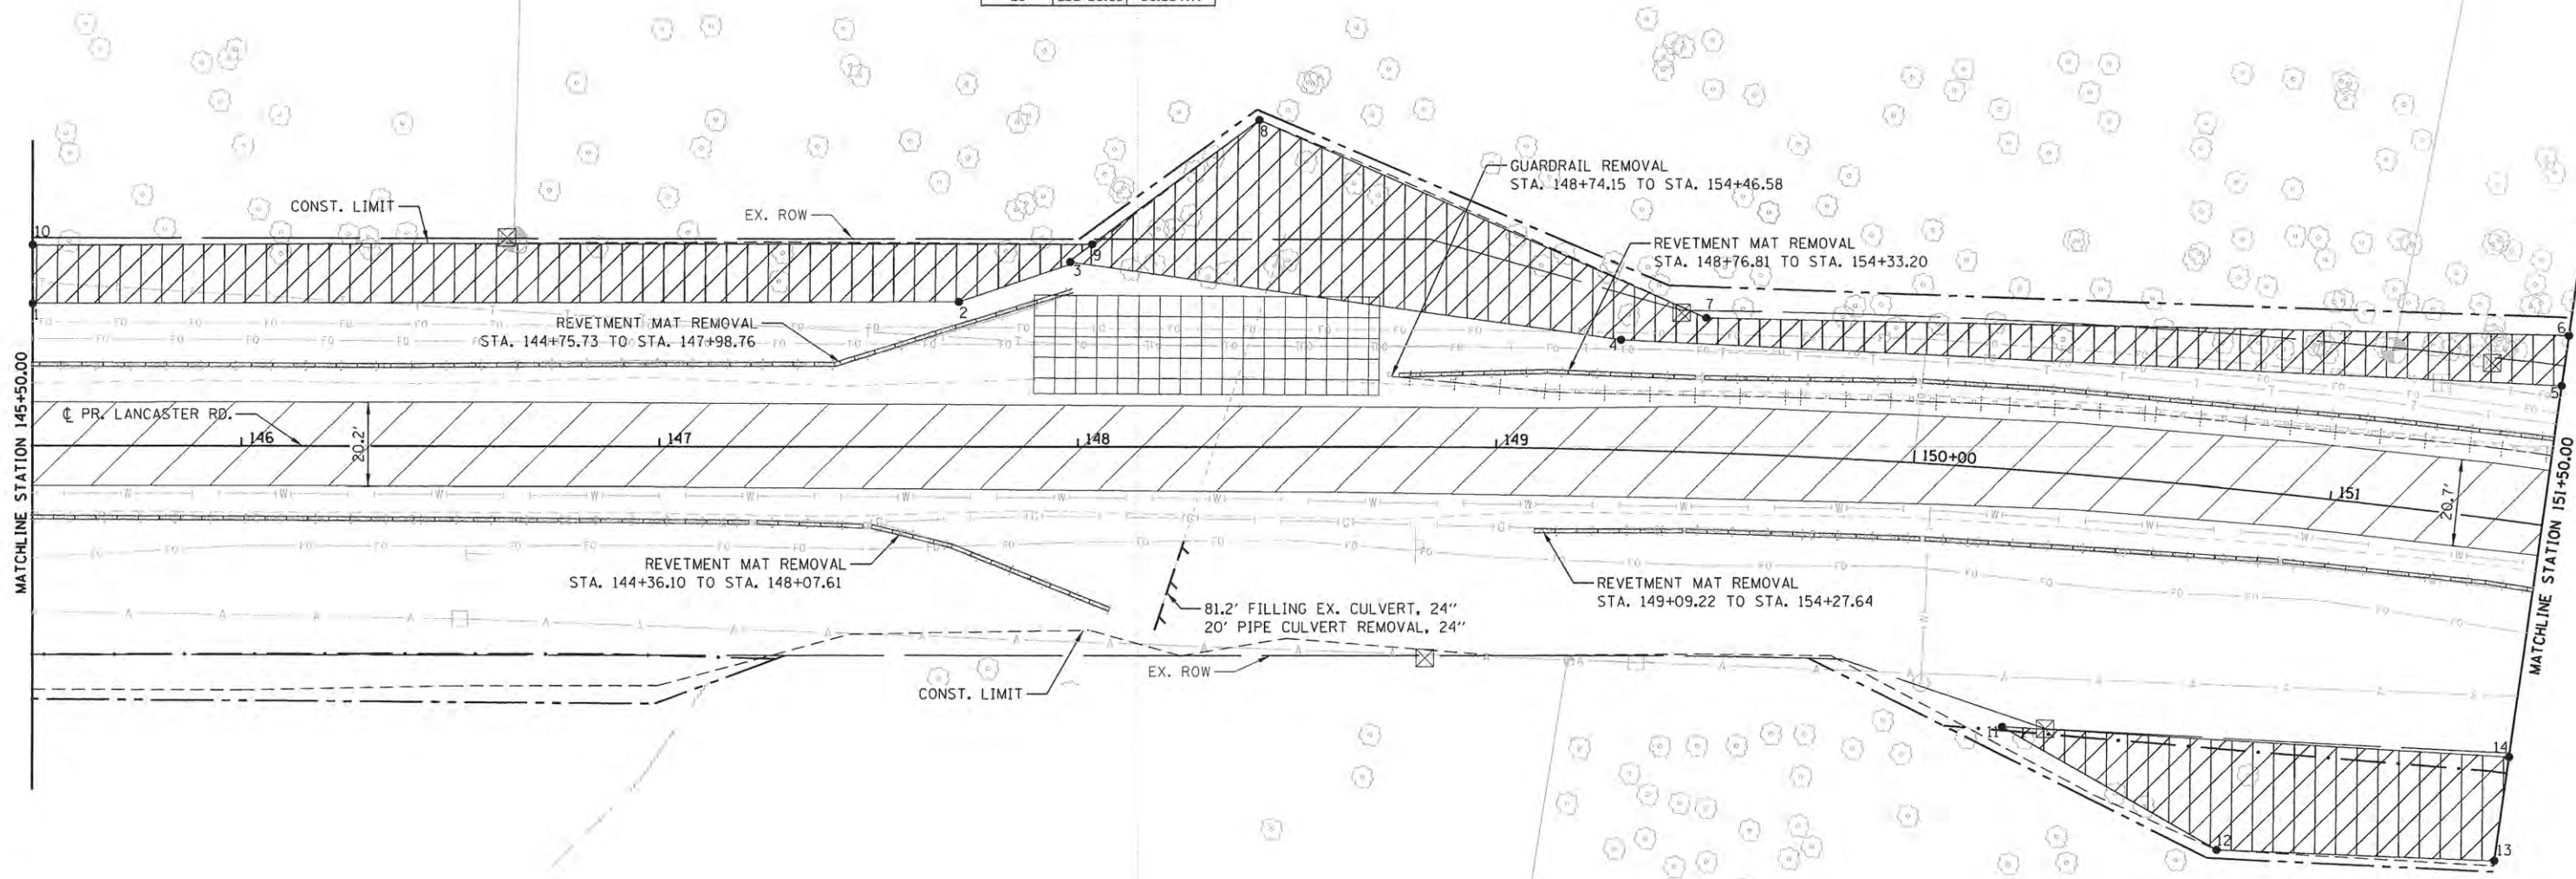 CONST. LIMIT
EX. ROW
GUARDRAIL REMOVAL
STA. 148+74.15 TO STA. 154+46.58
REVETMENT MAT REMOVAL
STA. 148+76.81 TO STA. 154+33.20
10
8
9
3
7
6
1
2
4
5
REVETMENT MAT REMOVAL
STA. 144+75.73 TO STA. 147+98.76
MATCHLINE STATION 145+50.00
℄ PR. LANCASTER RD.
146
20.2'
147
148
149
150+00
151
20.7'
MATCHLINE STATION 151+50.00
REVETMENT MAT REMOVAL
STA. 144+36.10 TO STA. 148+07.61
81.2' FILLING EX. CULVERT, 24"
20' PIPE CULVERT REMOVAL, 24"
REVETMENT MAT REMOVAL
STA. 149+09.22 TO STA. 154+27.64
CONST. LIMIT
EX. ROW
11
14
12
13